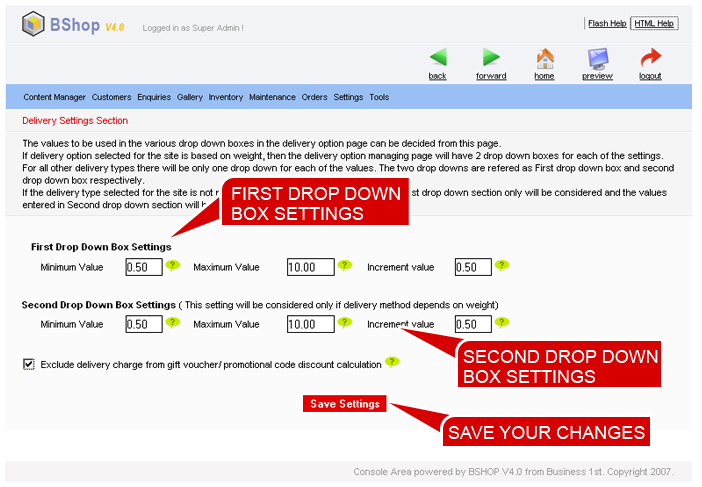 BShop V4.0 Logged in as Super Admin !
Flash Help HTML Help
back forward home preview logout
Content Manager Customers Enquiries Gallery Inventory Maintenance Orders Settings Tools
Delivery Settings Section
The values to be used in the various drop down boxes in the delivery option page can be decided from this page.
If delivery option selected for the site is based on weight, then the delivery option managing page will have 2 drop down boxes for each of the settings.
For all other delivery types there will be only one drop down for each of the values. The two drop downs are refered as First drop down box and second
drop down box respectively.
If the delivery type selected for the site is not st drop down section only will be considered and the values
entered in Second drop down section will
FIRST DROP DOWN
BOX SETTINGS
First Drop Down Box Settings
Minimum Value 0.50 ? Maximum Value 10.00 ? Increment value 0.50 ?
Second Drop Down Box Settings ( This setting will be considered only if delivery method depends on weight)
Minimum Value 0.50 ? Maximum Value 10.00 ? Increment value 0.50 ?
SECOND DROP DOWN
BOX SETTINGS
Exclude delivery charge from gift voucher/ promotional code discount calculation ?
Save Settings
SAVE YOUR CHANGES
Console Area powered by BSHOP V4.0 from Business 1st. Copyright 2007.